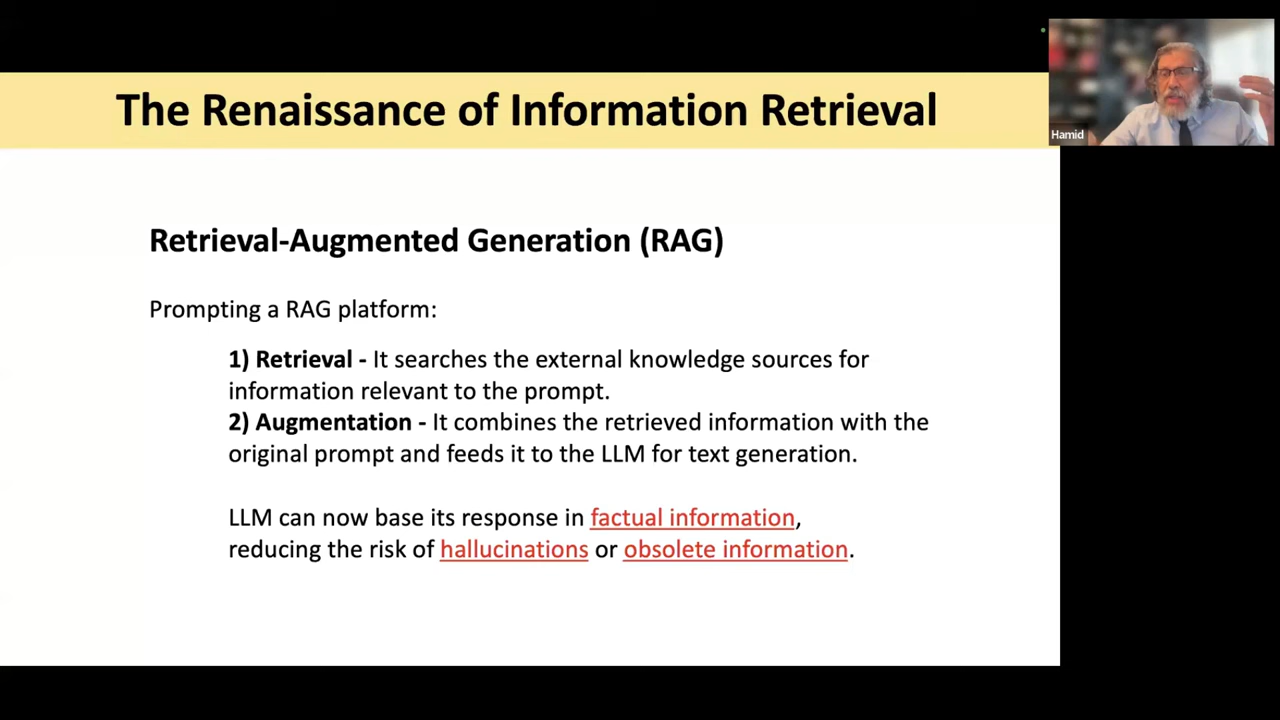 The Renaissance of Information Retrieval
Hamid
Retrieval-Augmented Generation (RAG)
Prompting a RAG platform:
1) Retrieval - It searches the external knowledge sources for
information relevant to the prompt.
2) Augmentation - It combines the retrieved information with the
original prompt and feeds it to the LLM for text generation.
LLM can now base its response in factual information,
reducing the risk of hallucinations or obsolete information.